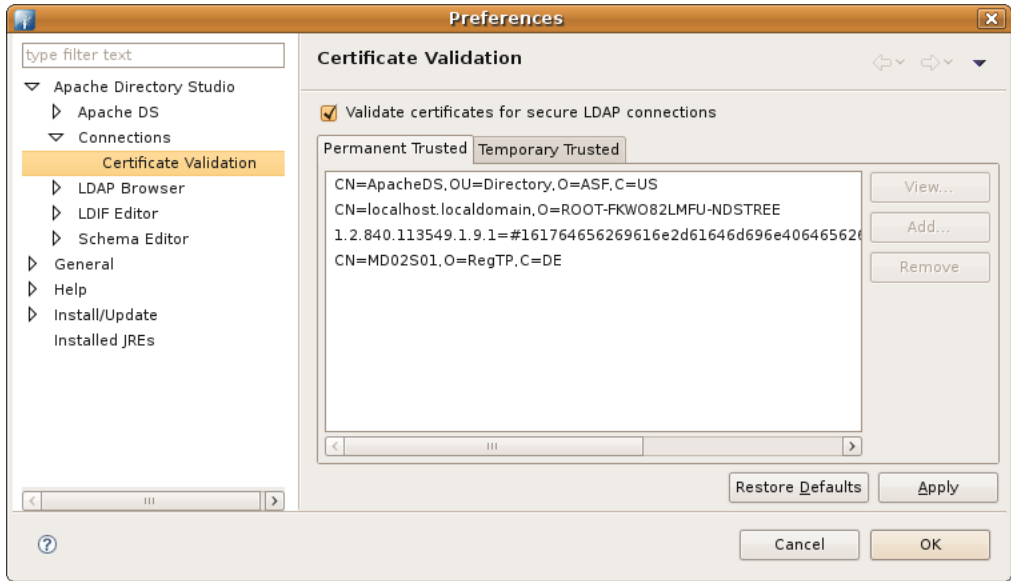 Preferences
type filter text
Apache Directory Studio
Apache DS
Connections
Certificate Validation
LDAP Browser
LDIF Editor
Schema Editor
General
Help
Install/Update
Installed JREs
Certificate Validation
Validate certificates for secure LDAP connections
Permanent Trusted Temporary Trusted
CN=ApacheDS,OU=Directory,O=ASF,C=US
CN=localhost.localdomain,O=ROOT-FKWO82LMFU-NDSTREE
1.2.840.113549.1.9.1=#161764656269616e2d61646d696e406465626
CN=MD02S01,O=RegTP,C=DE
View...
Add...
Remove
Restore Defaults Apply
Cancel OK